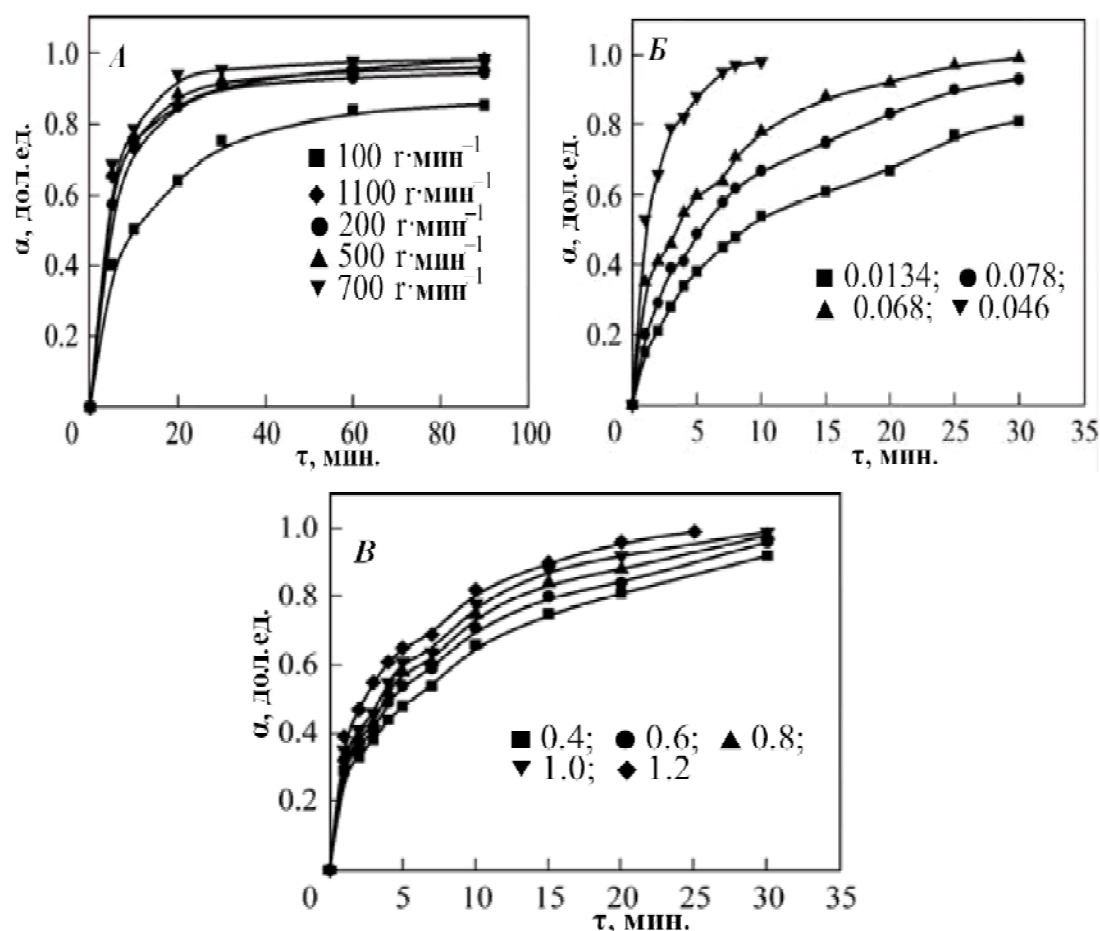 А
α, дол.ед.
1.0
0.8
0.6
0.4
0.2
0
20
40
60
80
100
τ, мин.
■ 100 г·мин⁻¹
◆ 1100 г·мин⁻¹
● 200 г·мин⁻¹
▲ 500 г·мин⁻¹
▼ 700 г·мин⁻¹
Б
α, дол.ед.
1.0
0.8
0.6
0.4
0.2
0
5
10
15
20
25
30
35
τ, мин.
■ 0.0134; ● 0.078;
▲ 0.068; ▼ 0.046
В
α, дол.ед.
1.0
0.8
0.6
0.4
0.2
0
5
10
15
20
25
30
35
τ, мин.
■ 0.4; ● 0.6; ▲ 0.8;
▼ 1.0; ◆ 1.2